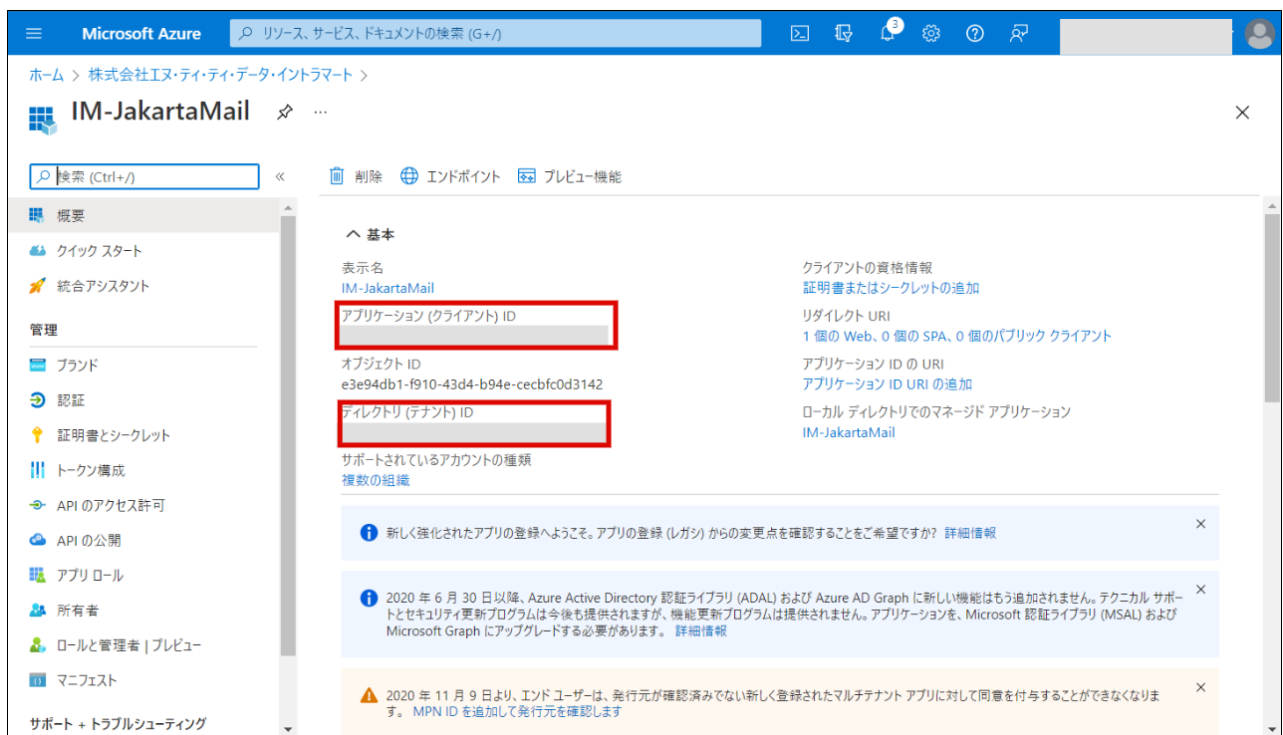 Microsoft Azure
リソース、サービス、ドキュメントの検索 (G+/)
3
ホーム > 株式会社エヌ・ティ・ティ・データ・イントラマート >
IM-JakartaMail
検索 (Ctrl+/)
削除 エンドポイント プレビュー機能
概要
クイック スタート
統合アシスタント
管理
ブランド
認証
証明書とシークレット
トークン構成
API のアクセス許可
API の公開
アプリ ロール
所有者
ロールと管理者 | プレビュー
マニフェスト
サポート + トラブルシューティング
基本
表示名
IM-JakartaMail
アプリケーション (クライアント) ID
オブジェクト ID
e3e94db1-f910-43d4-b94e-cecbfc0d3142
ディレクトリ (テナント) ID
サポートされているアカウントの種類
複数の組織
クライアントの資格情報
証明書またはシークレットの追加
リダイレクト URI
1 個の Web、0 個の SPA、0 個のパブリック クライアント
アプリケーション ID の URI
アプリケーション ID URI の追加
ローカル ディレクトリでのマネージド アプリケーション
IM-JakartaMail
新しく強化されたアプリの登録へようこそ。アプリの登録 (レガシ) からの変更点を確認することをご希望ですか? 詳細情報
2020 年 6 月 30 日以降、Azure Active Directory 認証ライブラリ (ADAL) および Azure AD Graph に新しい機能はもう追加されません。テクニカル サポー
トとセキュリティ更新プログラムは今後も提供されますが、機能更新プログラムは提供されません。アプリケーションを、Microsoft 認証ライブラリ (MSAL) および
Microsoft Graph にアップグレードする必要があります。 詳細情報
2020 年 11 月 9 日より、エンド ユーザーは、発行元が確認済みでない新しく登録されたマルチテナント アプリに対して同意を付与することができなくなりま
す。 MPN ID を追加して発行元を確認します